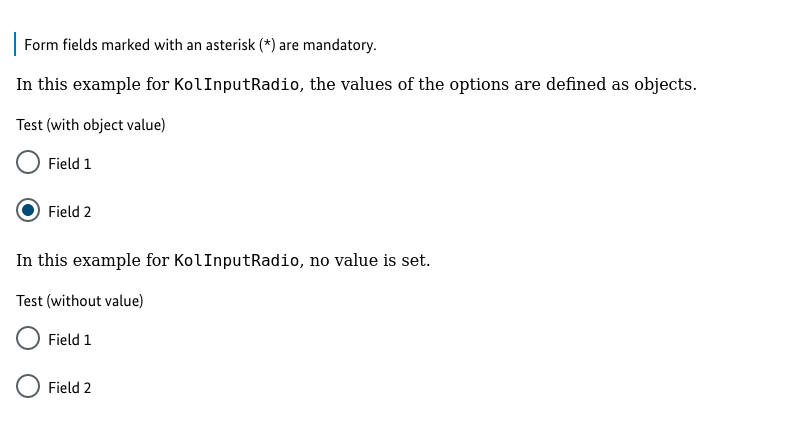 Form fields marked with an asterisk (*) are mandatory.
In this example for KolInputRadio, the values of the options are defined as objects.
Test (with object value)
Field 1
Field 2
In this example for KolInputRadio, no value is set.
Test (without value)
Field 1
Field 2